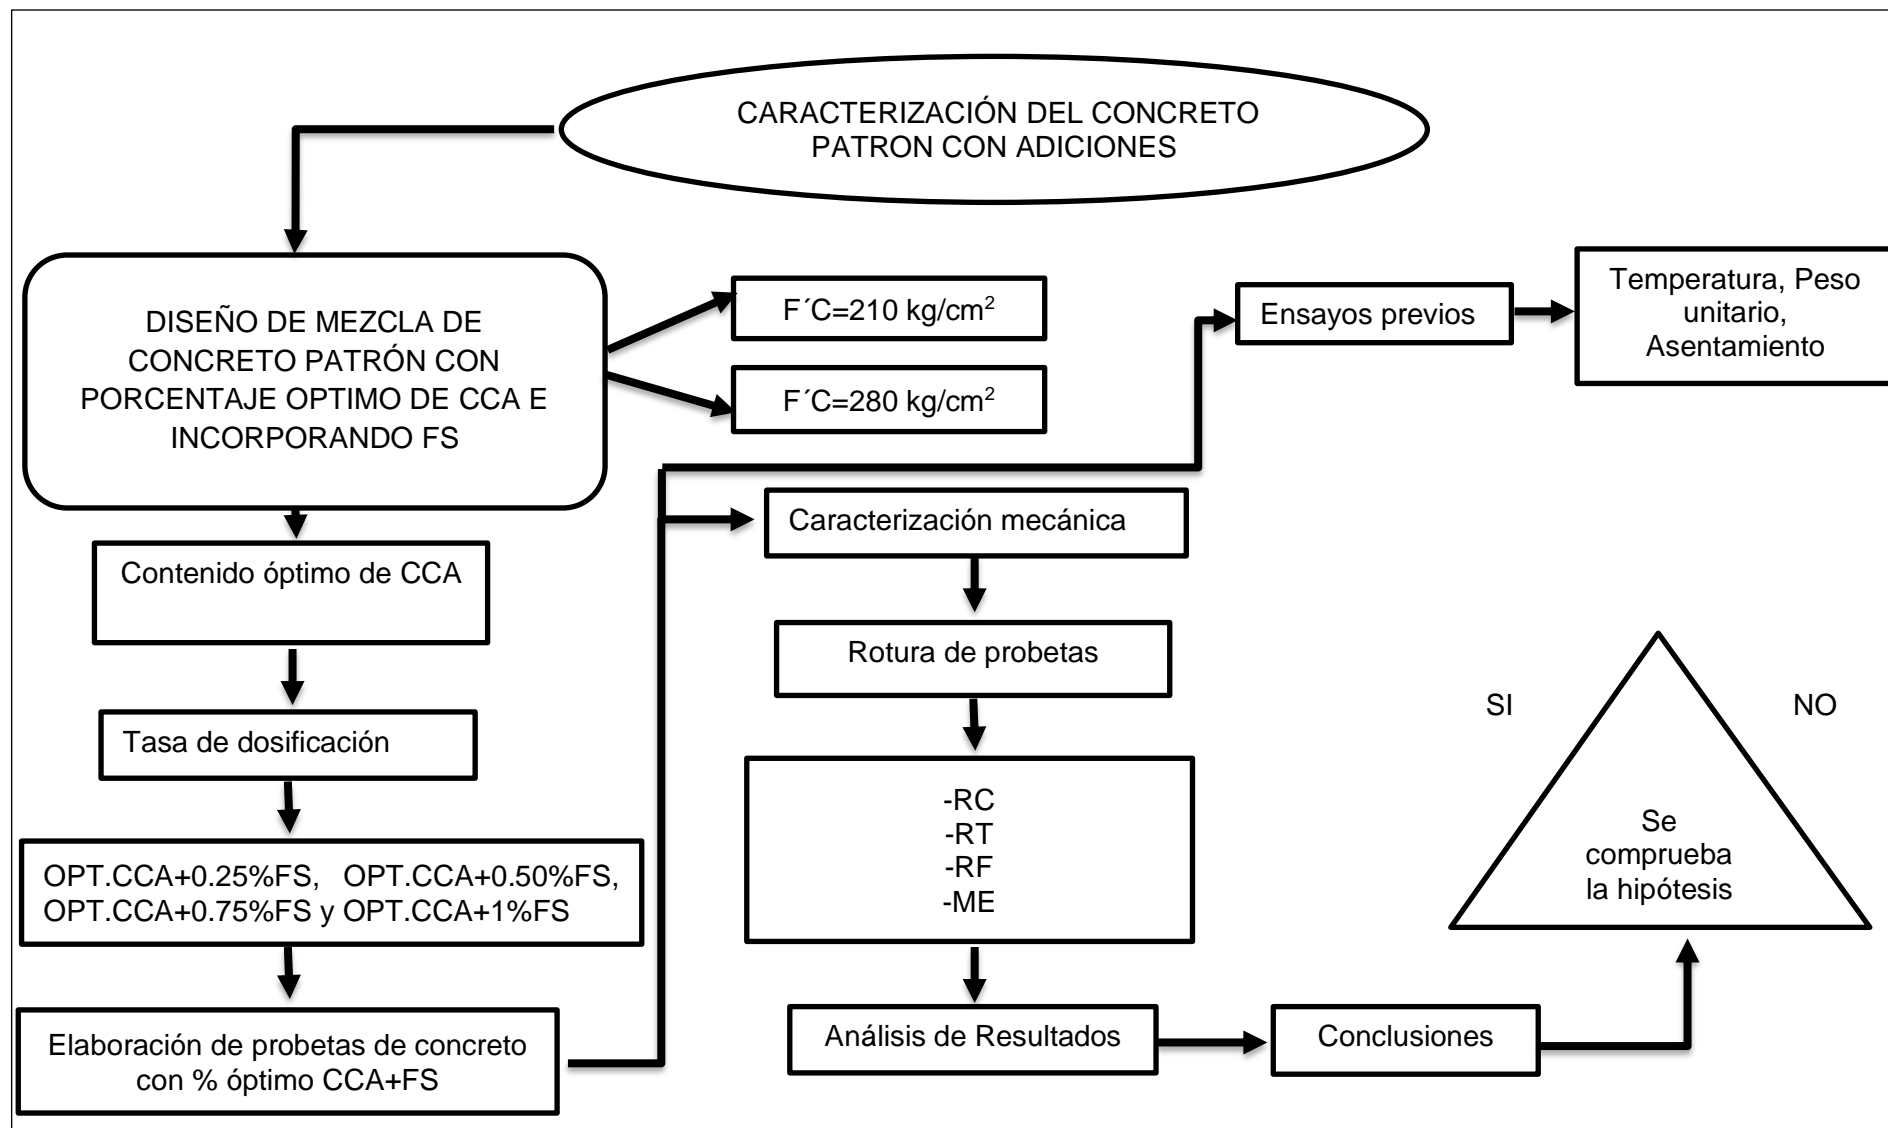 CARACTERIZACIÓN DEL CONCRETO
PATRON CON ADICIONES
DISEÑO DE MEZCLA DE
CONCRETO PATRÓN CON
PORCENTAJE OPTIMO DE CCA E
INCORPORANDO FS
F´C=210 kg/cm²
F´C=280 kg/cm²
Ensayos previos
Temperatura, Peso
unitario,
Asentamiento
Contenido óptimo de CCA
Tasa de dosificación
OPT.CCA+0.25%FS, OPT.CCA+0.50%FS,
OPT.CCA+0.75%FS y OPT.CCA+1%FS
Elaboración de probetas de concreto
con % óptimo CCA+FS
Caracterización mecánica
Rotura de probetas
-RC
-RT
-RF
-ME
Análisis de Resultados
Conclusiones
SI
NO
Se
comprueba
la hipótesis